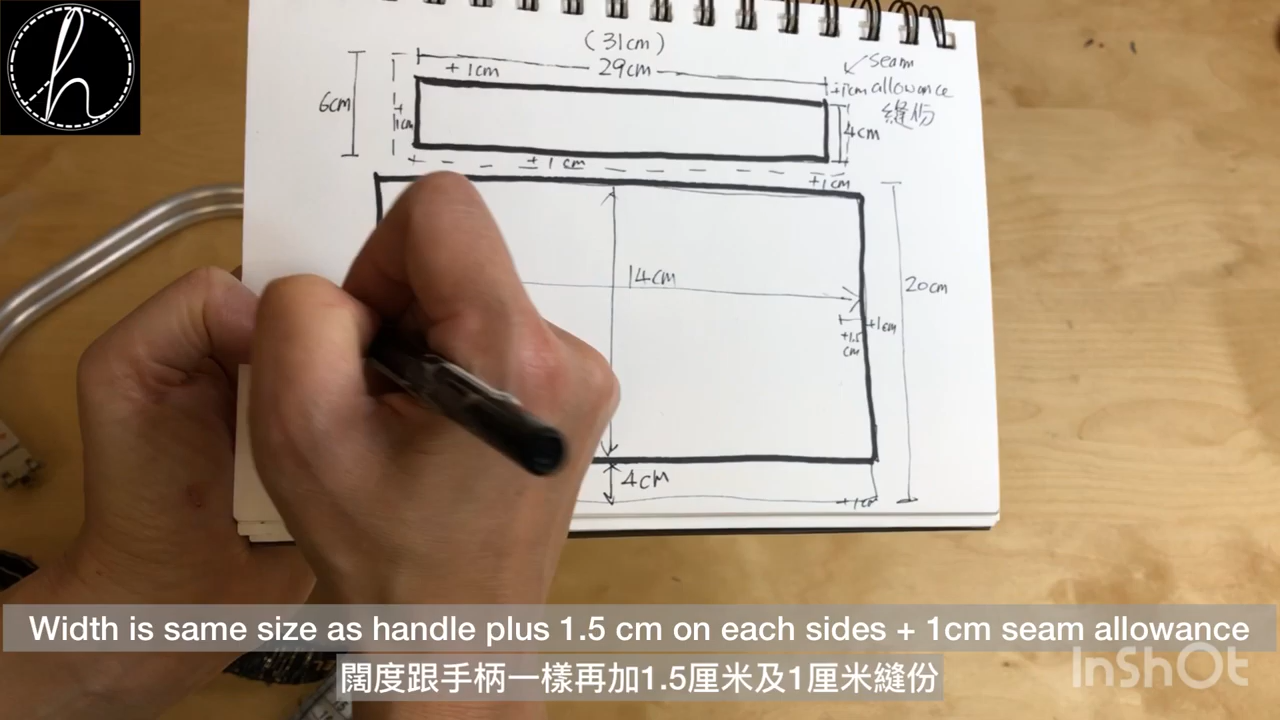 h
(31cm)
+1cm
29cm
seam
+1cm allowance
縫份
6cm
+1cm
4cm
+1cm
+1cm
14cm
20cm
+1cm
+1.5cm
4cm
+1cm
Width is same size as handle plus 1.5 cm on each sides + 1cm seam allowance
闊度跟手柄一樣再加1.5厘米及1厘米縫份
InShOt